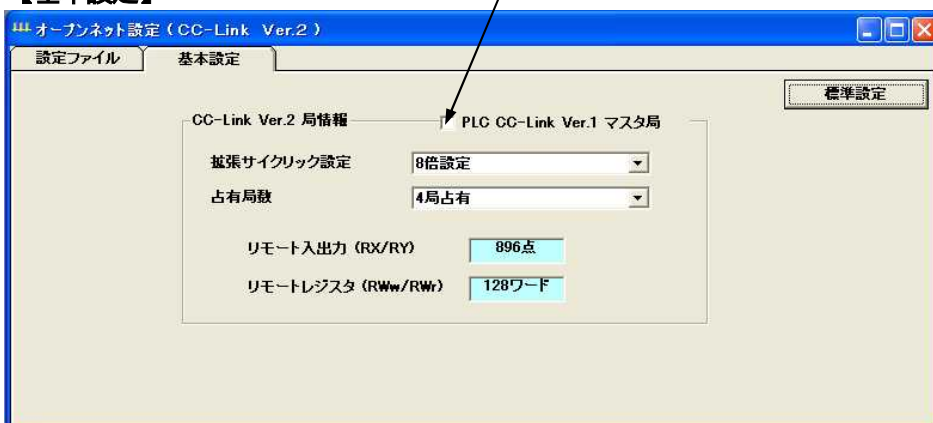 オープンネット設定（CC-Link Ver.2）
設定ファイル 基本設定
標準設定
CC-Link Ver.2 局情報 PLC CC-Link Ver.1 マスタ局
拡張サイクリック設定 8倍設定
占有局数 4局占有
リモート入出力（RX/RY） 896点
リモートレジスタ（RWw/RWr） 128ワード